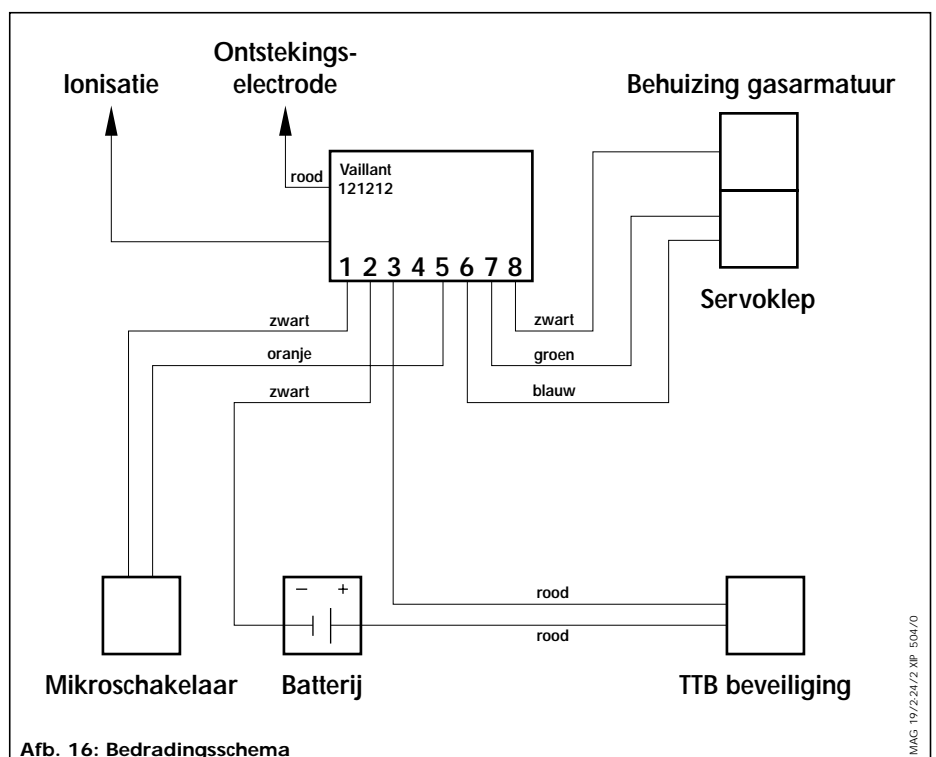 Ionisatie
Ontstekings-
electrode
Behuizing gasarmatuur
rood
Vaillant
121212
1 2 3 4 5 6 7 8
Servoklep
zwart
zwart
oranje
groen
zwart
blauw
– +
rood
rood
Mikroschakelaar
Batterij
TTB beveiliging
MAG 19/2-24/2 XIP 504/0
Afb. 16: Bedradingsschema